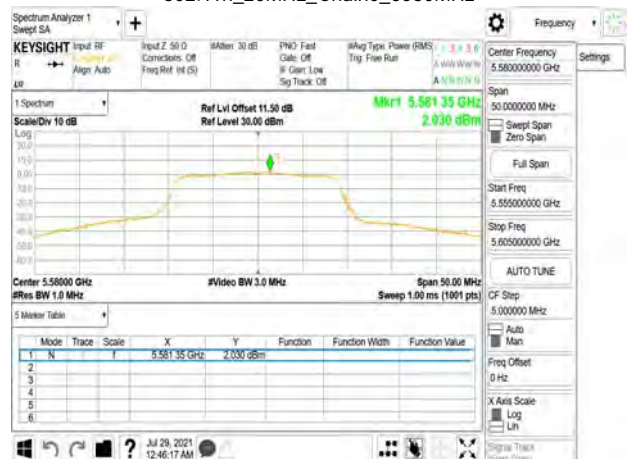 Spectrum Analyzer 1
Swept SA
Frequency
Settings
KEYSIGHT
Input: RF
Align: Auto
Input Z: 50 Ω
Corrections: Off
Freq Ref: Int (S)
#Atten: 30 dB
PNO: Fast
Gate: Off
IF Gain: Low
Sig Track: Off
#Avg Type: Power (RMS)
Trig: Free Run
Center Frequency
5.580000000 GHz
Span
50.0000000 MHz
Swept Span
Zero Span
Full Span
Start Freq
5.555000000 GHz
Stop Freq
5.605000000 GHz
AUTO TUNE
CF Step
5.000000 MHz
Auto
Man
Freq Offset
0 Hz
X Axis Scale
Log
Lin
Signal Track
1 Spectrum
Scale/Div 10 dB
Ref Lvl Offset 11.50 dB
Ref Level 30.00 dBm
Mkr1 5.581 35 GHz
2.030 dBm
Log
Center 5.58000 GHz
#Res BW 1.0 MHz
#Video BW 3.0 MHz
Span 50.00 MHz
Sweep 1.00 ms (1001 pts)
5 Marker Table
Mode Trace Scale X Y Function Function Width Function Value
1 N f 5.581 35 GHz 2.030 dBm
2
3
4
5
6
Jul 29, 2021
12:46:17 AM